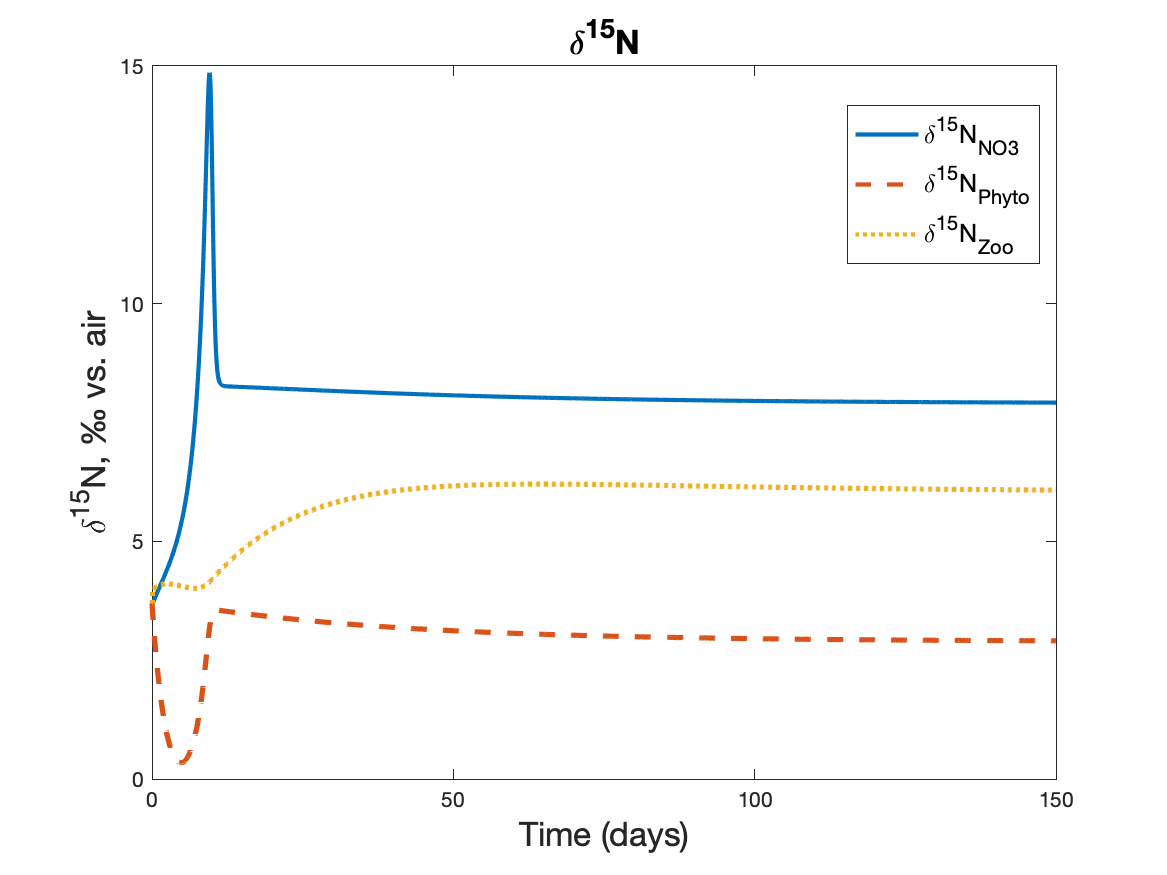 δ¹⁵N
15
10
5
0
δ¹⁵N, ‰ vs. air
δ¹⁵N_NO3
δ¹⁵N_Phyto
δ¹⁵N_Zoo
0 50 100 150
Time (days)